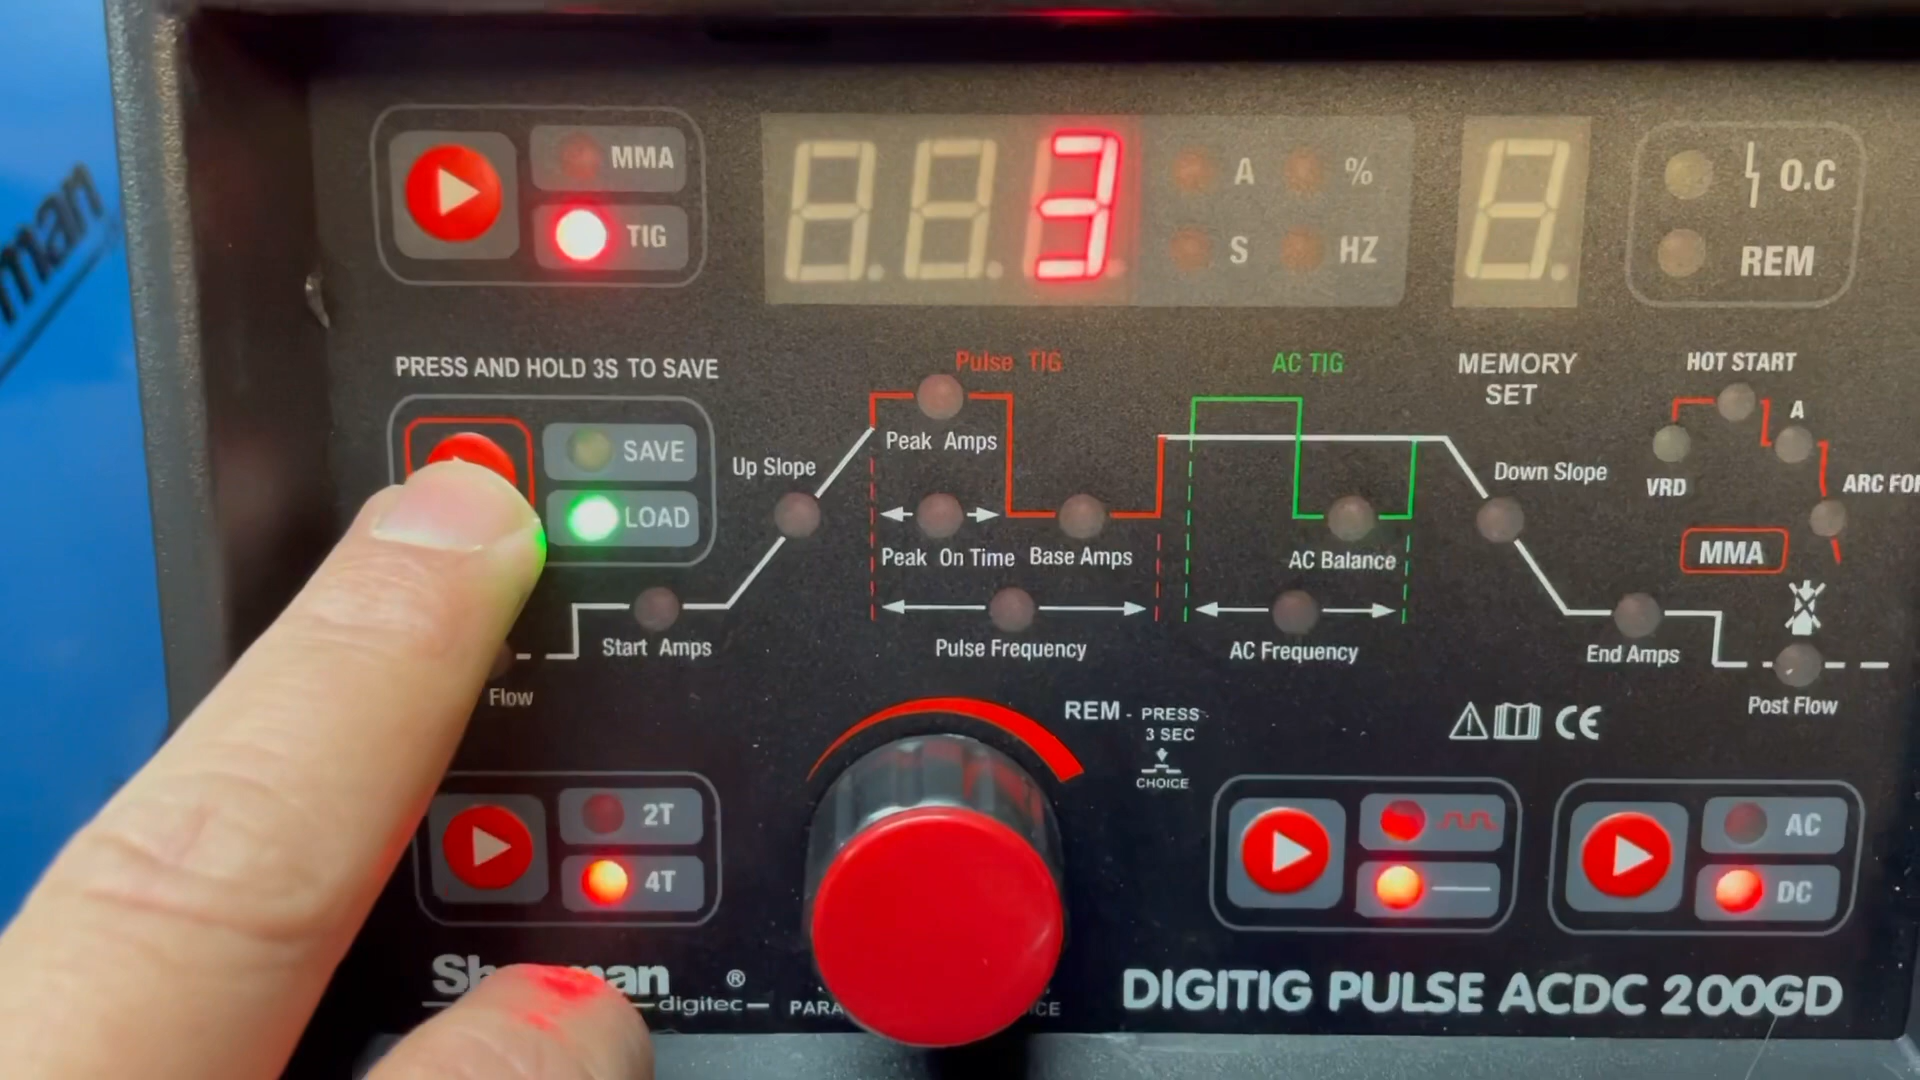 man
MMA
TIG
3
A
%
S
HZ
O.C
REM
PRESS AND HOLD 3S TO SAVE
SAVE
LOAD
Pulse TIG
AC TIG
MEMORY
SET
HOT START
A
VRD
MMA
Peak Amps
Up Slope
Down Slope
Peak On Time
Base Amps
AC Balance
Start Amps
Pulse Frequency
AC Frequency
End Amps
Flow
Post Flow
REM - PRESS
3 SEC
CHOICE
CE
2T
4T
AC
DC
digitec
DIGITIG PULSE ACDC 200GD